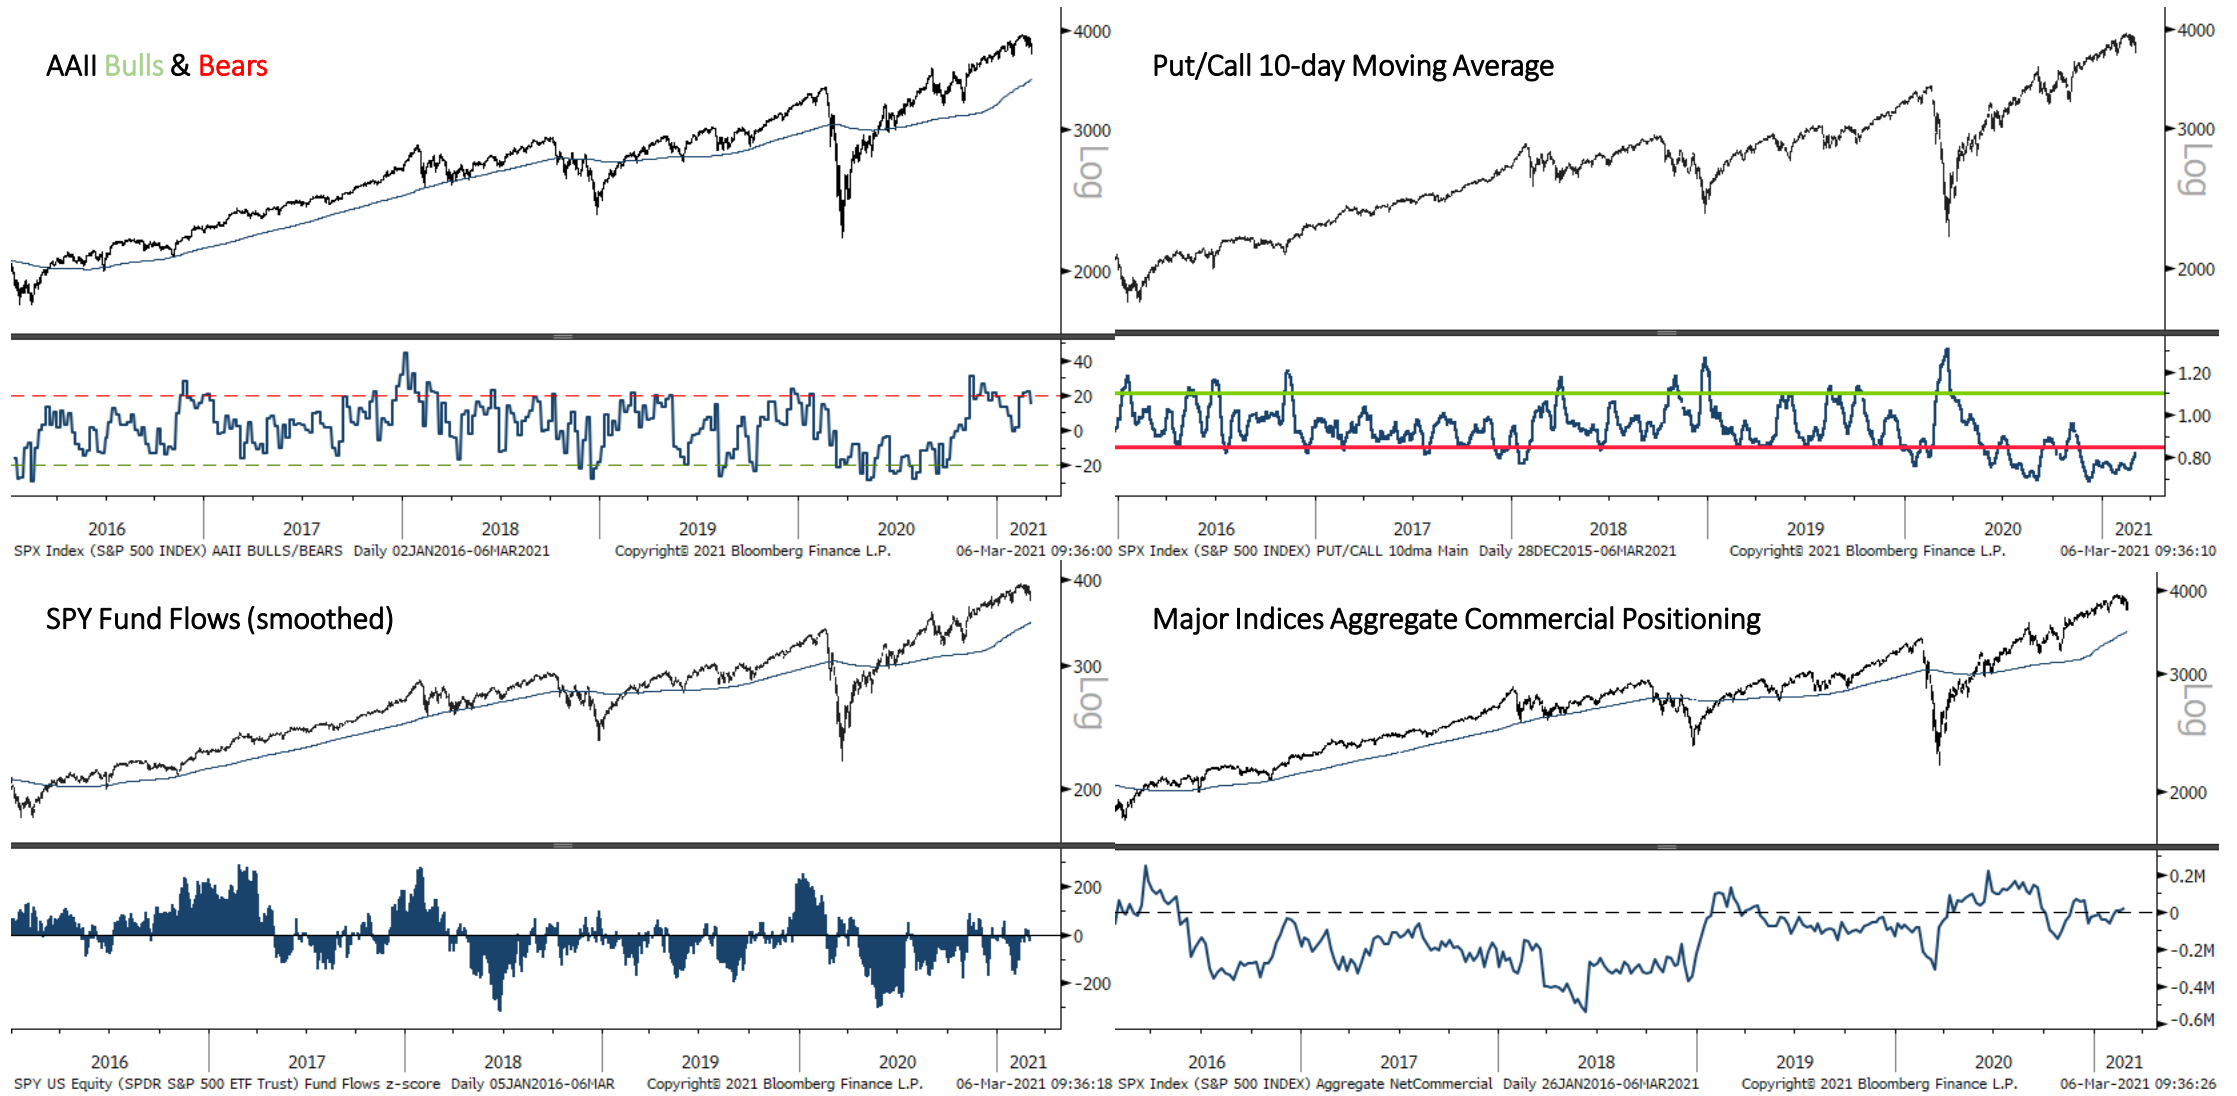 AAII Bulls & Bears
4000
3000
2000
Log
40
20
0
-20
2016 2017 2018 2019 2020 2021
SPX Index (S&P 500 INDEX) AAII BULLS/BEARS Daily 02JAN2016-06MAR2021 Copyright© 2021 Bloomberg Finance L.P. 06-Mar-2021 09:36:00
Put/Call 10-day Moving Average
4000
3000
2000
Log
1.20
1.00
0.80
2016 2017 2018 2019 2020 2021
SPX Index (S&P 500 INDEX) PUT/CALL 10dma Main Daily 28DEC2015-06MAR2021 Copyright© 2021 Bloomberg Finance L.P. 06-Mar-2021 09:36:10
SPY Fund Flows (smoothed)
400
300
200
Log
200
0
-200
2016 2017 2018 2019 2020 2021
SPY US Equity (SPDR S&P 500 ETF Trust) Fund Flows z-score Daily 05JAN2016-06MAR Copyright© 2021 Bloomberg Finance L.P. 06-Mar-2021 09:36:18
Major Indices Aggregate Commercial Positioning
4000
3000
2000
Log
0.2M
0
-0.2M
-0.4M
-0.6M
2016 2017 2018 2019 2020 2021
SPX Index (S&P 500 INDEX) Aggregate NetCommercial Daily 26JAN2016-06MAR2021 Copyright© 2021 Bloomberg Finance L.P. 06-Mar-2021 09:36:26